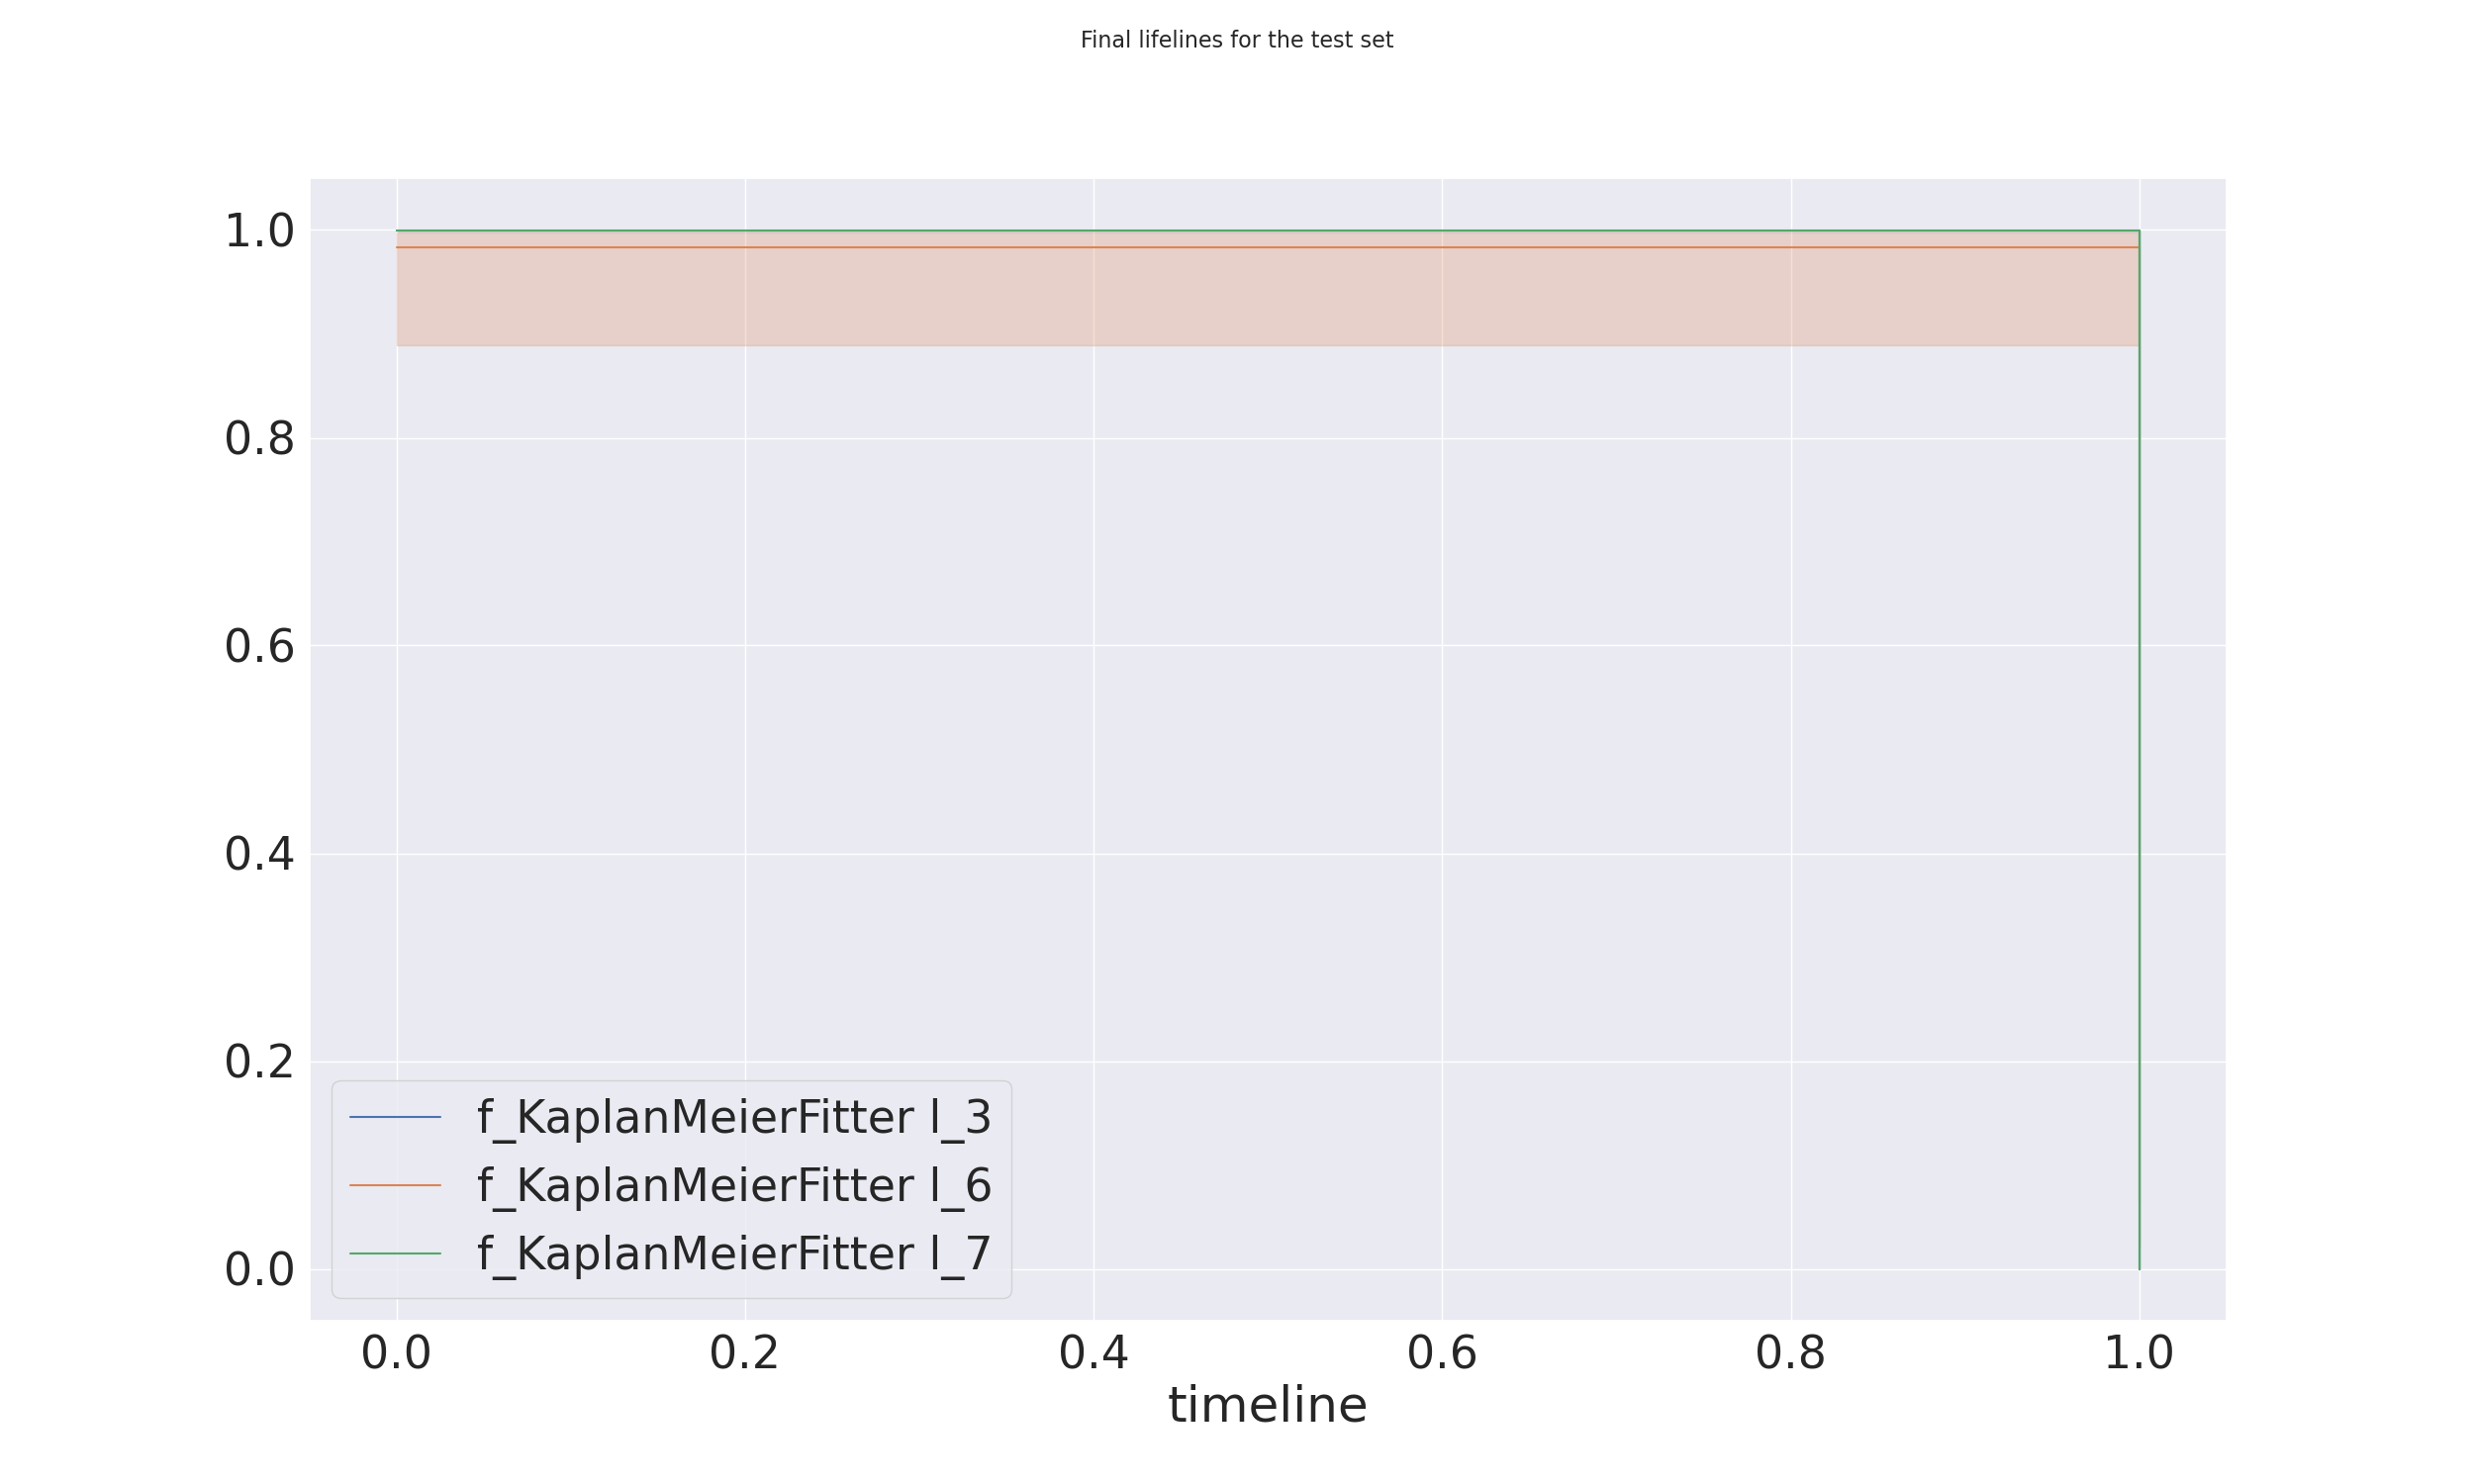 Final lifelines for the test set
1.0
0.8
0.6
0.4
0.2
0.0
f_KaplanMeierFitter l_3
f_KaplanMeierFitter l_6
f_KaplanMeierFitter l_7
0.0 0.2 0.4 0.6 0.8 1.0
timeline